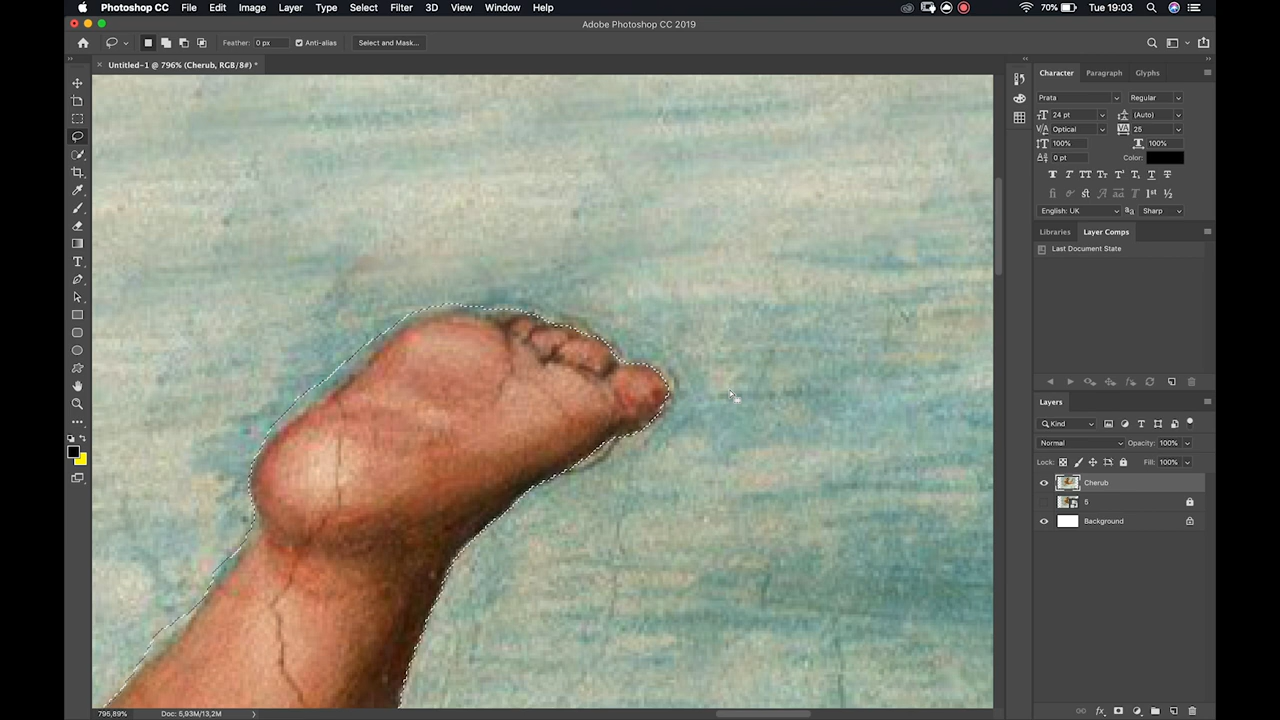 Photoshop CC File Edit Image Layer Type Select Filter 3D View Window Help 70% Tue 19:03
Adobe Photoshop CC 2019
Feather: 0 px Anti-alias Select and Mask...
Untitled-1 @ 796% (Cherub, RGB/8#) *
Character Paragraph Glyphs
Prata Regular
24 pt (Auto)
Optical 25
100% 100%
0 pt Color:
English: UK Sharp
Libraries Layer Comps
Last Document State
Layers
Kind
Normal Opacity: 100%
Lock: Fill: 100%
Cherub
5
Background
795,89% Doc: 5,93M/13,2M